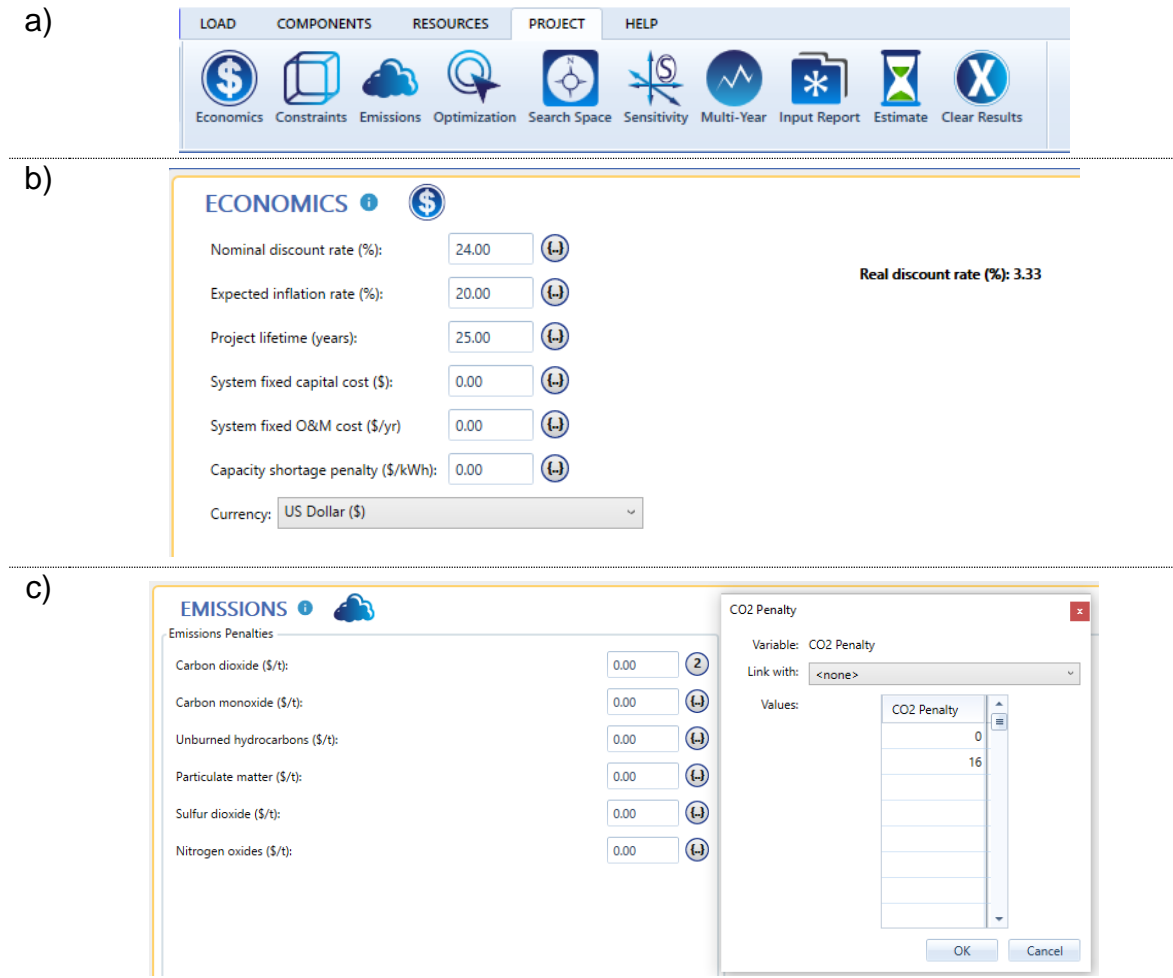 a)
LOAD COMPONENTS RESOURCES PROJECT HELP
$ N S * X
Economics Constraints Emissions Optimization Search Space Sensitivity Multi-Year Input Report Estimate Clear Results
b)
ECONOMICS i $
Nominal discount rate (%): 24.00 {..}
Real discount rate (%): 3.33
Expected inflation rate (%): 20.00 {..}
Project lifetime (years): 25.00 {..}
System fixed capital cost ($): 0.00 {..}
System fixed O&M cost ($/yr) 0.00 {..}
Capacity shortage penalty ($/kWh): 0.00 {..}
Currency: US Dollar ($)
c)
EMISSIONS i
Emissions Penalties
Carbon dioxide ($/t): 0.00 2
Carbon monoxide ($/t): 0.00 {..}
Unburned hydrocarbons ($/t): 0.00 {..}
Particulate matter ($/t): 0.00 {..}
Sulfur dioxide ($/t): 0.00 {..}
Nitrogen oxides ($/t): 0.00 {..}
CO2 Penalty x
Variable: CO2 Penalty
Link with: <none>
Values: CO2 Penalty
0
16
OK Cancel